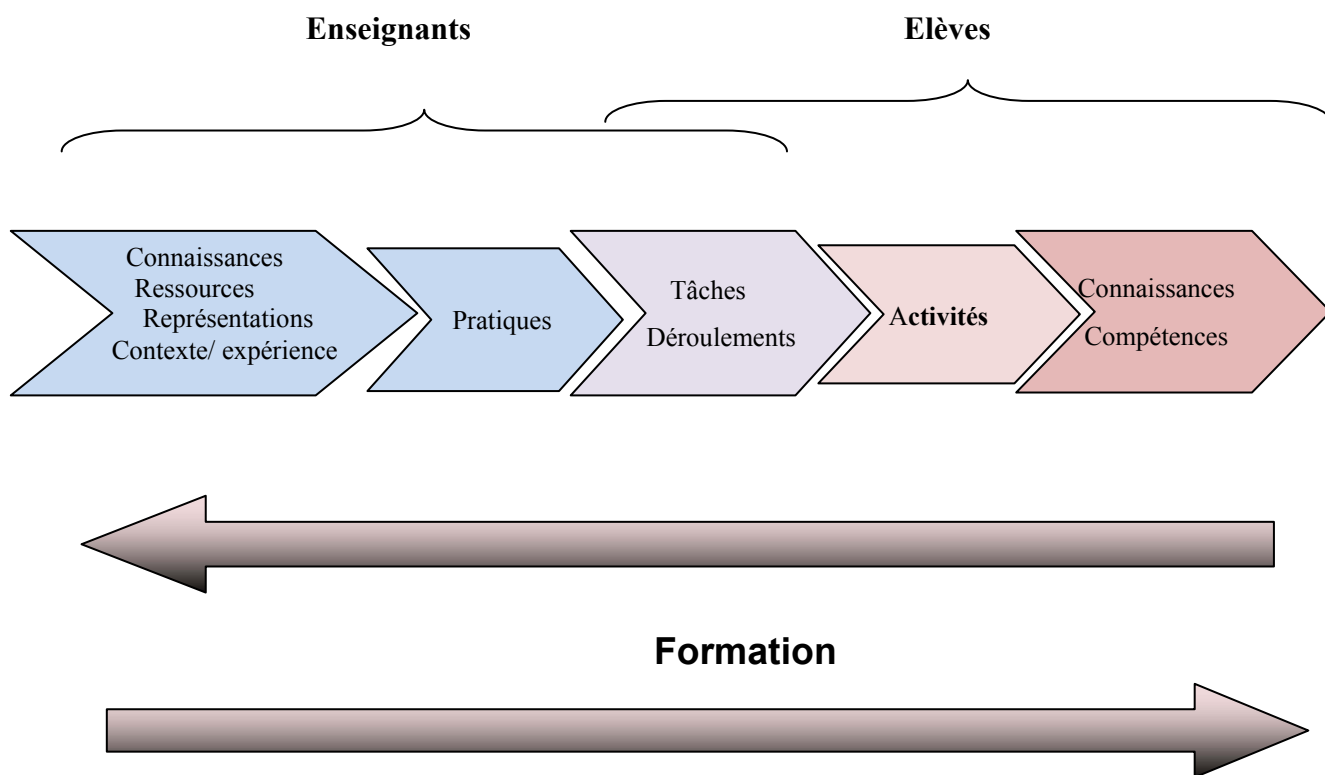 Enseignants
Elèves
Connaissances
Ressources
Représentations
Contexte/ expérience
Pratiques
Tâches
Déroulements
Activités
Connaissances
Compétences
Formation